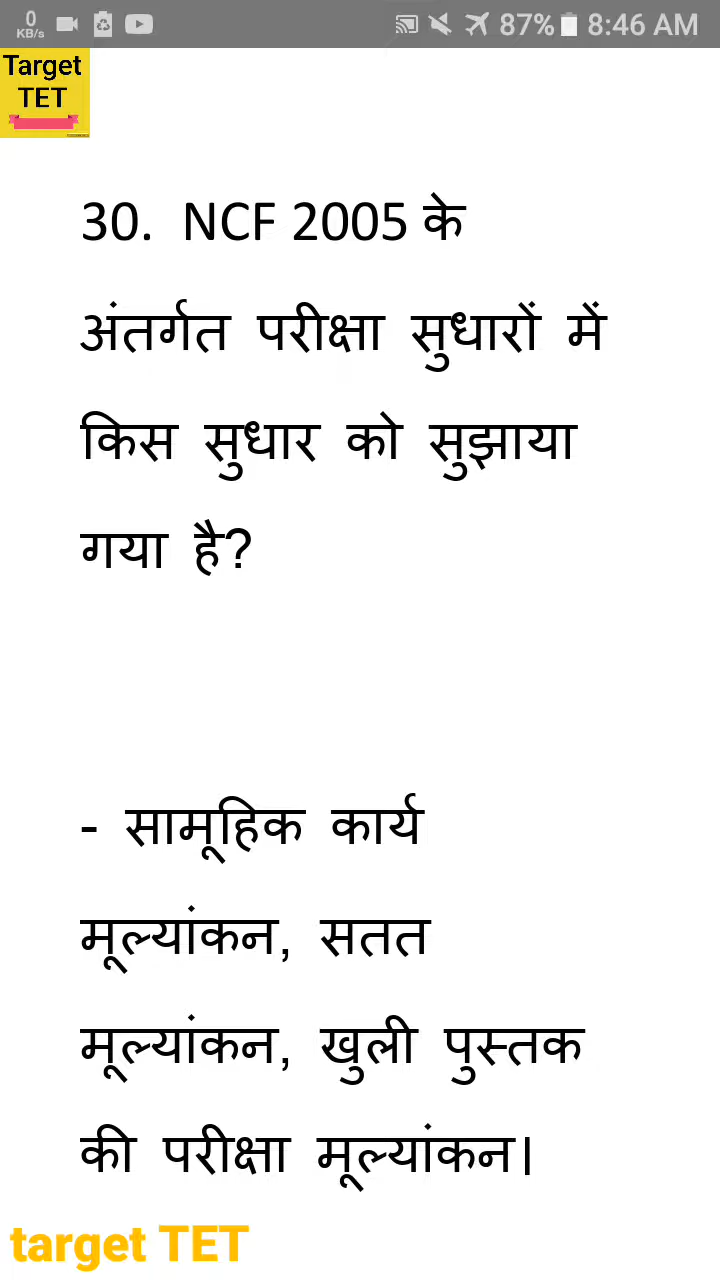 0
KB/s
87% 8:46 AM
Target
TET
30. NCF 2005 के
अंतर्गत परीक्षा सुधारों में
किस सुधार को सुझाया
गया है?
- सामूहिक कार्य
मूल्यांकन, सतत
मूल्यांकन, खुली पुस्तक
की परीक्षा मूल्यांकन।
target TET